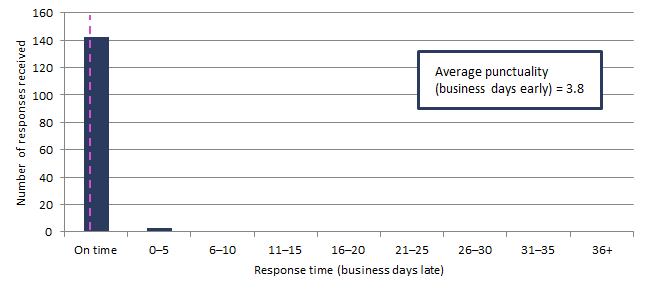 160
140
120
100
80
60
40
20
0
Number of responses received
Average punctuality
(business days early) = 3.8
On time 0–5 6–10 11–15 16–20 21–25 26–30 31–35 36+
Response time (business days late)